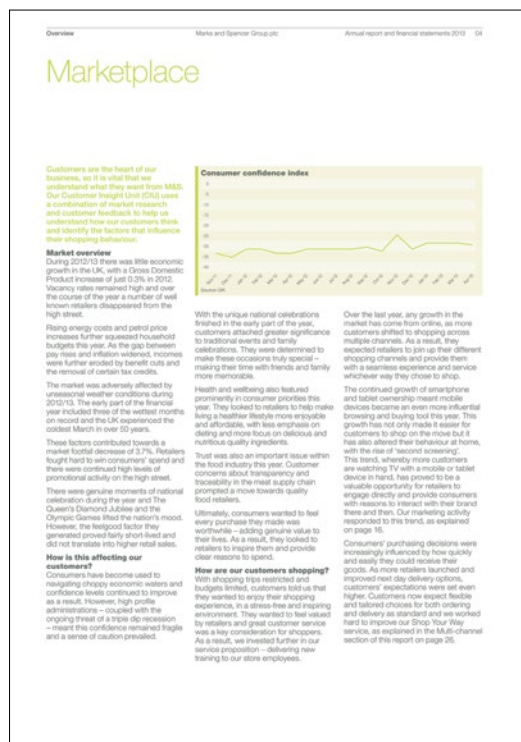 Overview
Marks and Spencer Group plc
Annual report and financial statements 2013 04
Marketplace
Customers are the heart of our
business, so it is vital that we
understand what they want from M&S.
Our Customer Insight Unit (CIU) uses
a combination of market research
and customer feedback to help us
understand how our customers think
and identify the factors that influence
their shopping behaviour.
Market overview
During 2012/13 there was little economic
growth in the UK, with a Gross Domestic
Product increase of just 0.3% in 2012.
Vacancy rates remained high and over
the course of the year a number of well
known retailers disappeared from the
high street.
Rising energy costs and petrol price
increases further squeezed household
budgets this year. As the gap between
pay rises and inflation widened, incomes
were further eroded by benefit cuts and
the removal of certain tax credits.
The market was adversely affected by
unseasonal weather conditions during
2012/13. The early part of the financial
year included three of the wettest months
on record and the UK experienced the
coldest March in over 50 years.
These factors contributed towards a
market footfall decrease of 3.7%. Retailers
fought hard to win consumers' spend and
there were continued high levels of
promotional activity on the high street.
There were genuine moments of national
celebration during the year and The
Queen's Diamond Jubilee and the
Olympic Games lifted the nation's mood.
However, the feelgood factor they
generated proved fairly short-lived and
did not translate into higher retail sales.
How is this affecting our
customers?
Consumers have become used to
navigating choppy economic waters and
confidence levels continued to improve
as a result. However, high profile
administrations – coupled with the
ongoing threat of a triple dip recession
– meant this confidence remained fragile
and a sense of caution prevailed.
Consumer confidence index
With the unique national celebrations
finished in the early part of the year,
customers attached greater significance
to traditional events and family
celebrations. They were determined to
make these occasions truly special –
making their time with friends and family
more memorable.
Health and wellbeing also featured
prominently in consumer priorities this
year. They looked to retailers to help make
living a healthier lifestyle more enjoyable
and affordable, with less emphasis on
dieting and more focus on delicious and
nutritious quality ingredients.
Trust was also an important issue within
the food industry this year. Customer
concerns about transparency and
traceability in the meat supply chain
prompted a move towards quality
food retailers.
Ultimately, consumers wanted to feel
every purchase they made was
worthwhile – adding genuine value to
their lives. As a result, they looked to
retailers to inspire them and provide
clear reasons to spend.
How are our customers shopping?
With shopping trips restricted and
budgets limited, customers told us that
they wanted to enjoy their shopping
experience, in a stress-free and inspiring
environment. They wanted to feel valued
by retailers and great customer service
was a key consideration for shoppers.
As a result, we invested further in our
service proposition – delivering new
training to our store employees.
Over the last year, any growth in the
market has come from online, as more
customers shifted to shopping across
multiple channels. As a result, they
expected retailers to join up their different
shopping channels and provide them
with a seamless experience and service
whichever way they chose to shop.
The continued growth of smartphone
and tablet ownership meant mobile
devices became an even more influential
browsing and buying tool this year. This
growth has not only made it easier for
customers to shop on the move but it
has also altered their behaviour at home,
with the rise of 'second screening'.
This trend, whereby more customers
are watching TV with a mobile or tablet
device in hand, has proved to be a
valuable opportunity for retailers to
engage directly and provide consumers
with reasons to interact with their brand
there and then. Our marketing activity
responded to this trend, as explained
on page 16.
Consumers' purchasing decisions were
increasingly influenced by how quickly
and easily they could receive their
goods. As more retailers launched and
improved next day delivery options,
customers' expectations were set even
higher. Customers now expect flexible
and tailored choices for both ordering
and delivery as standard and we worked
hard to improve our Shop Your Way
service, as explained in the Multi-channel
section of this report on page 26.